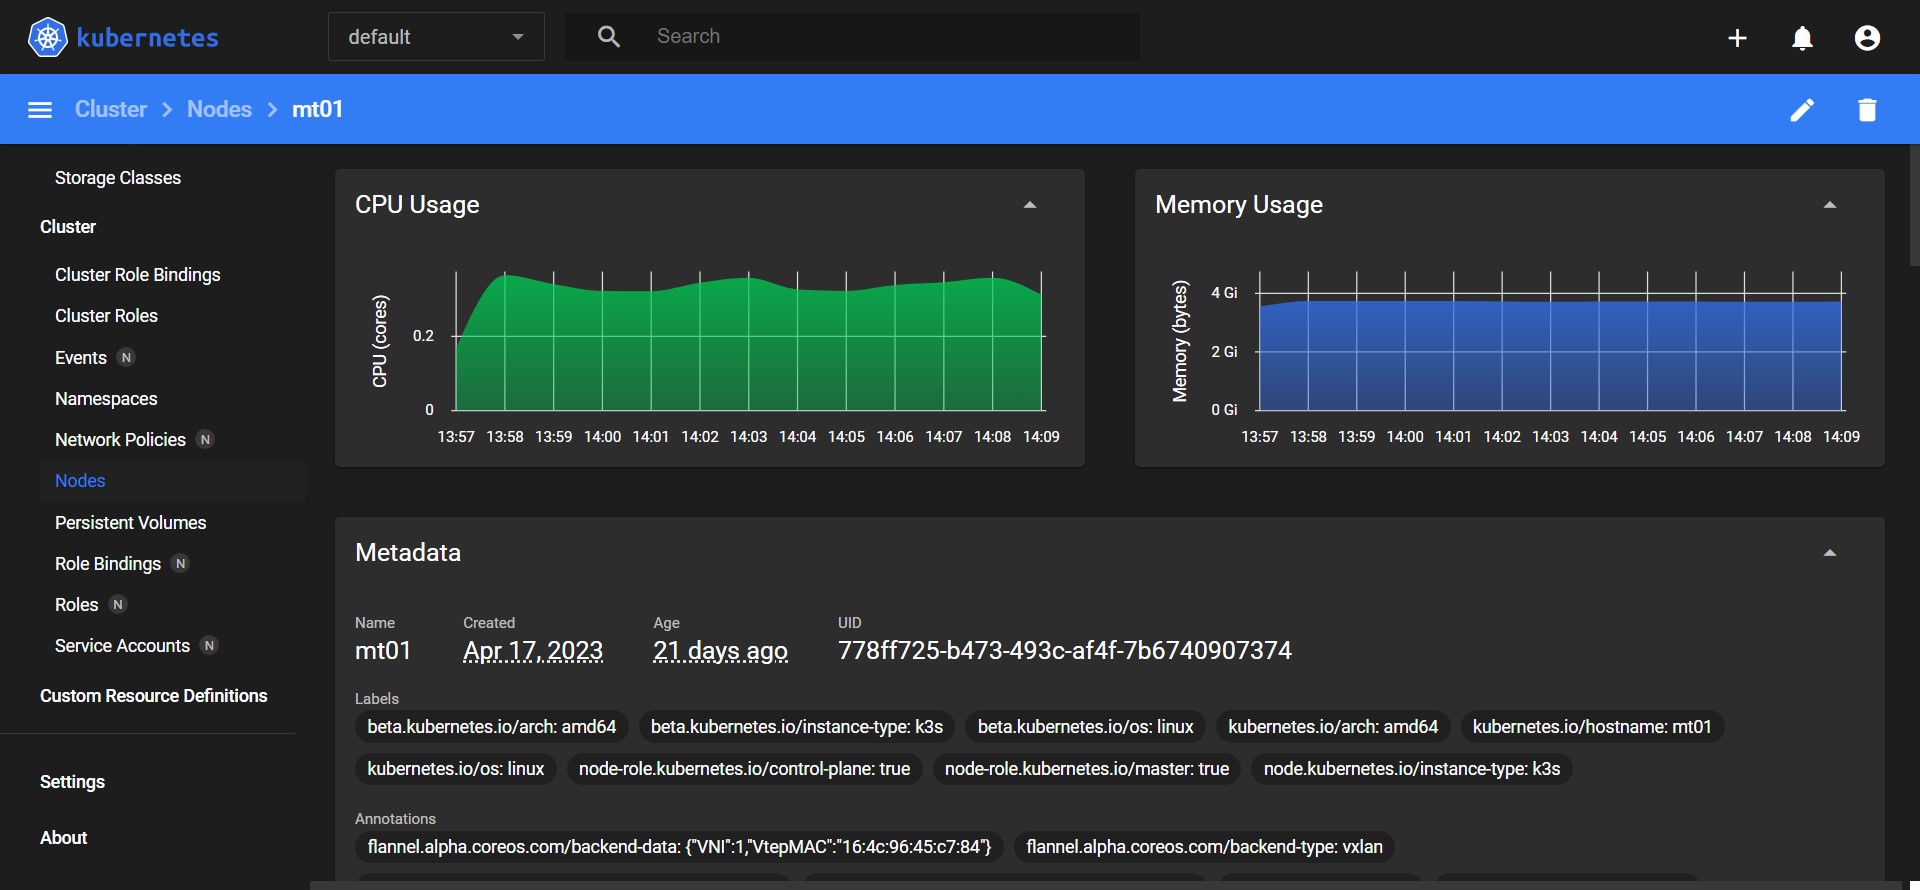 kubernetes default Search
Cluster Nodes mt01
Storage Classes
Cluster
Cluster Role Bindings
Cluster Roles
Events N
Namespaces
Network Policies N
Nodes
Persistent Volumes
Role Bindings N
Roles N
Service Accounts N
Custom Resource Definitions
Settings
About
CPU Usage
CPU (cores)
0.2
0
13:57 13:58 13:59 14:00 14:01 14:02 14:03 14:04 14:05 14:06 14:07 14:08 14:09
Memory Usage
Memory (bytes)
4 Gi
2 Gi
0 Gi
13:57 13:58 13:59 14:00 14:01 14:02 14:03 14:04 14:05 14:06 14:07 14:08 14:09
Metadata
Name Created Age UID
mt01 Apr 17, 2023 21 days ago 778ff725-b473-493c-af4f-7b6740907374
Labels
beta.kubernetes.io/arch: amd64 beta.kubernetes.io/instance-type: k3s beta.kubernetes.io/os: linux kubernetes.io/arch: amd64 kubernetes.io/hostname: mt01
kubernetes.io/os: linux node-role.kubernetes.io/control-plane: true node-role.kubernetes.io/master: true node.kubernetes.io/instance-type: k3s
Annotations
flannel.alpha.coreos.com/backend-data: {"VNI":1,"VtepMAC":"16:4c:96:45:c7:84"} flannel.alpha.coreos.com/backend-type: vxlan